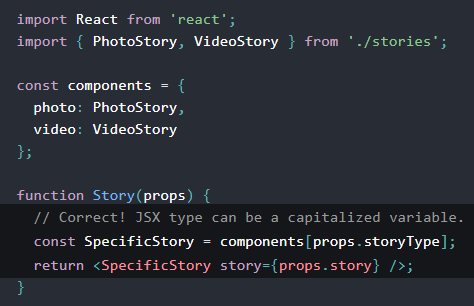 import React from 'react';
import { PhotoStory, VideoStory } from './stories';
const components = {
photo: PhotoStory,
video: VideoStory
};
function Story(props) {
// Correct! JSX type can be a capitalized variable.
const SpecificStory = components[props.storyType];
return <SpecificStory story={props.story} />;
}